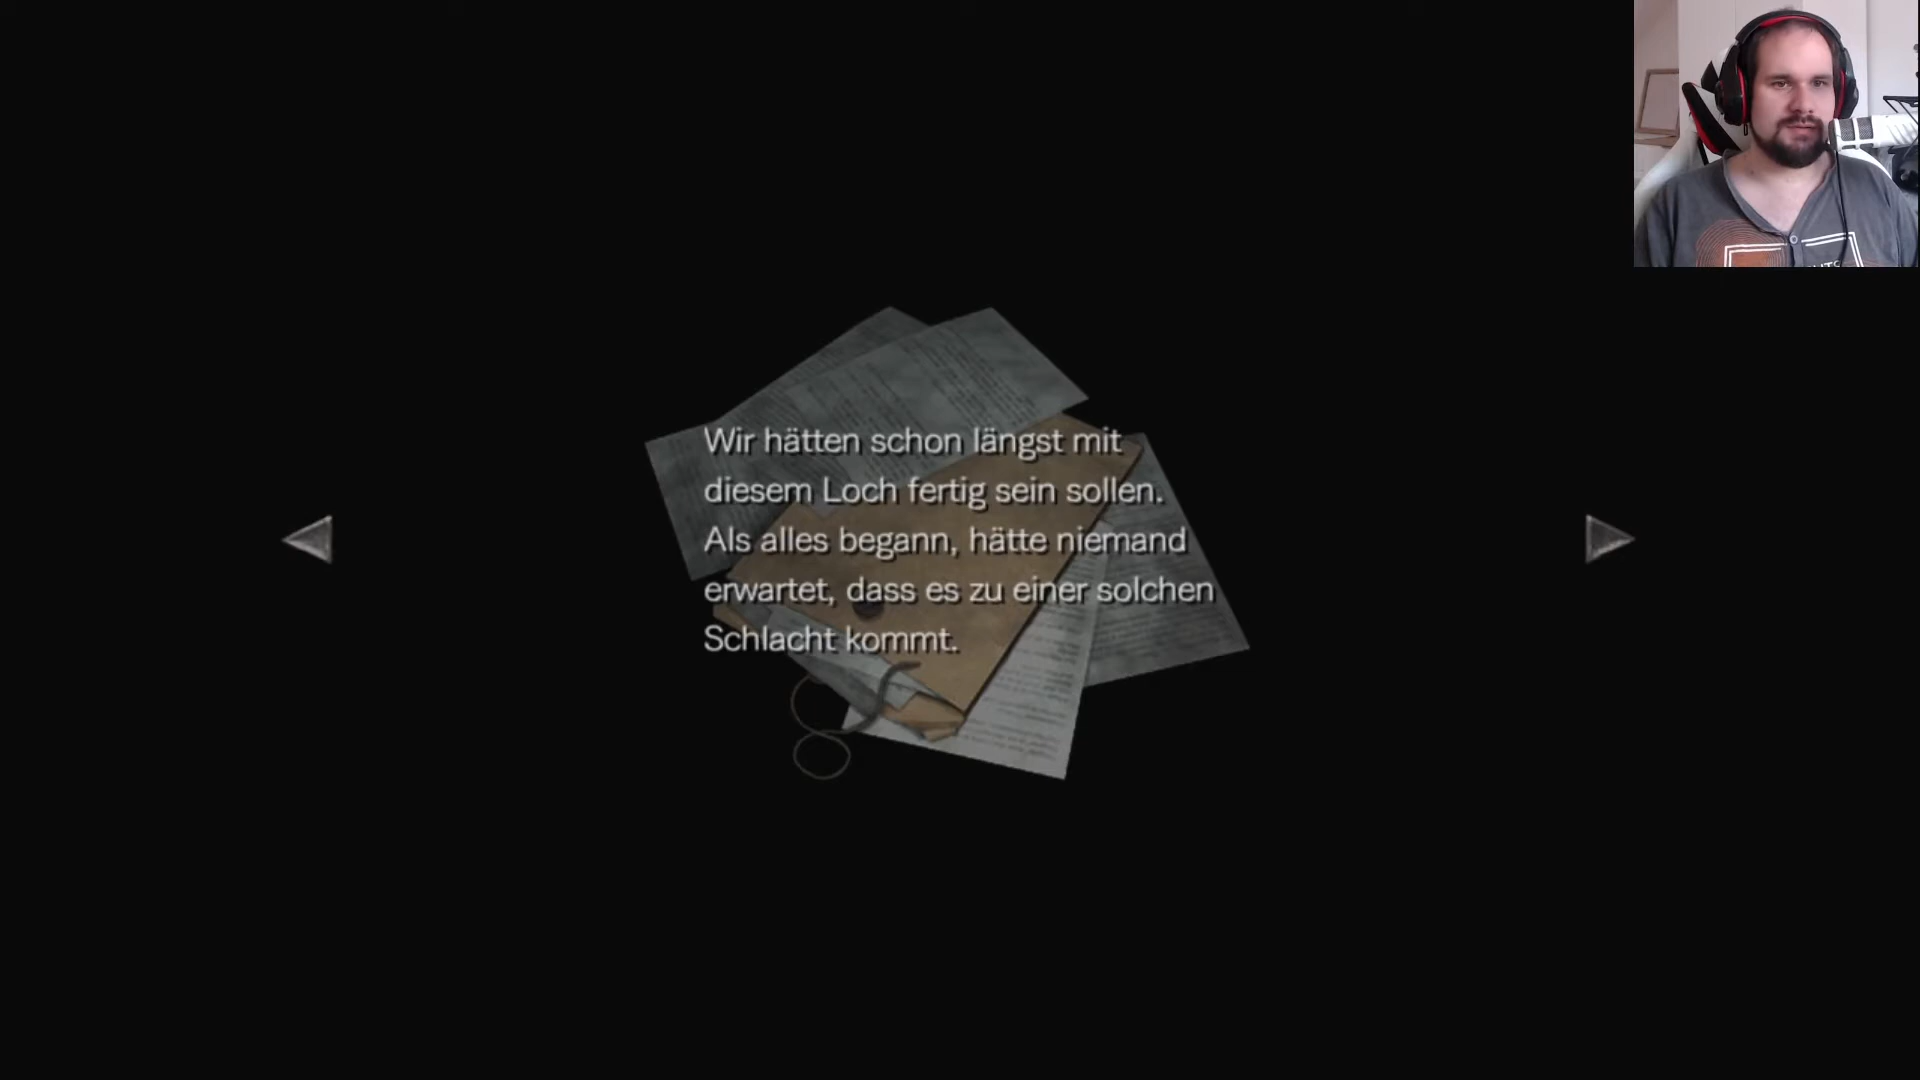 Wir hätten schon längst mit
diesem Loch fertig sein sollen.
Als alles begann, hätte niemand
erwartet, dass es zu einer solchen
Schlacht kommt.